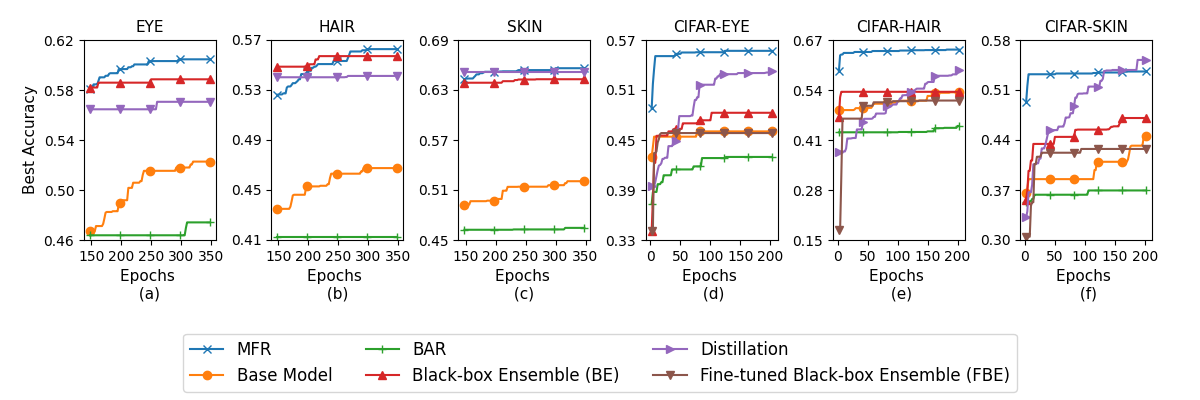 EYE
HAIR
SKIN
CIFAR-EYE
CIFAR-HAIR
CIFAR-SKIN
Best Accuracy
0.62
0.58
0.54
0.50
0.46
150 200 250 300 350
Epochs
(a)
0.57
0.53
0.49
0.45
0.41
150 200 250 300 350
Epochs
(b)
0.69
0.63
0.57
0.51
0.45
150 200 250 300 350
Epochs
(c)
0.57
0.51
0.45
0.39
0.33
0 50 100 150 200
Epochs
(d)
0.67
0.54
0.41
0.28
0.15
0 50 100 150 200
Epochs
(e)
0.58
0.51
0.44
0.37
0.30
0 50 100 150 200
Epochs
(f)
MFR
Base Model
BAR
Black-box Ensemble (BE)
Distillation
Fine-tuned Black-box Ensemble (FBE)